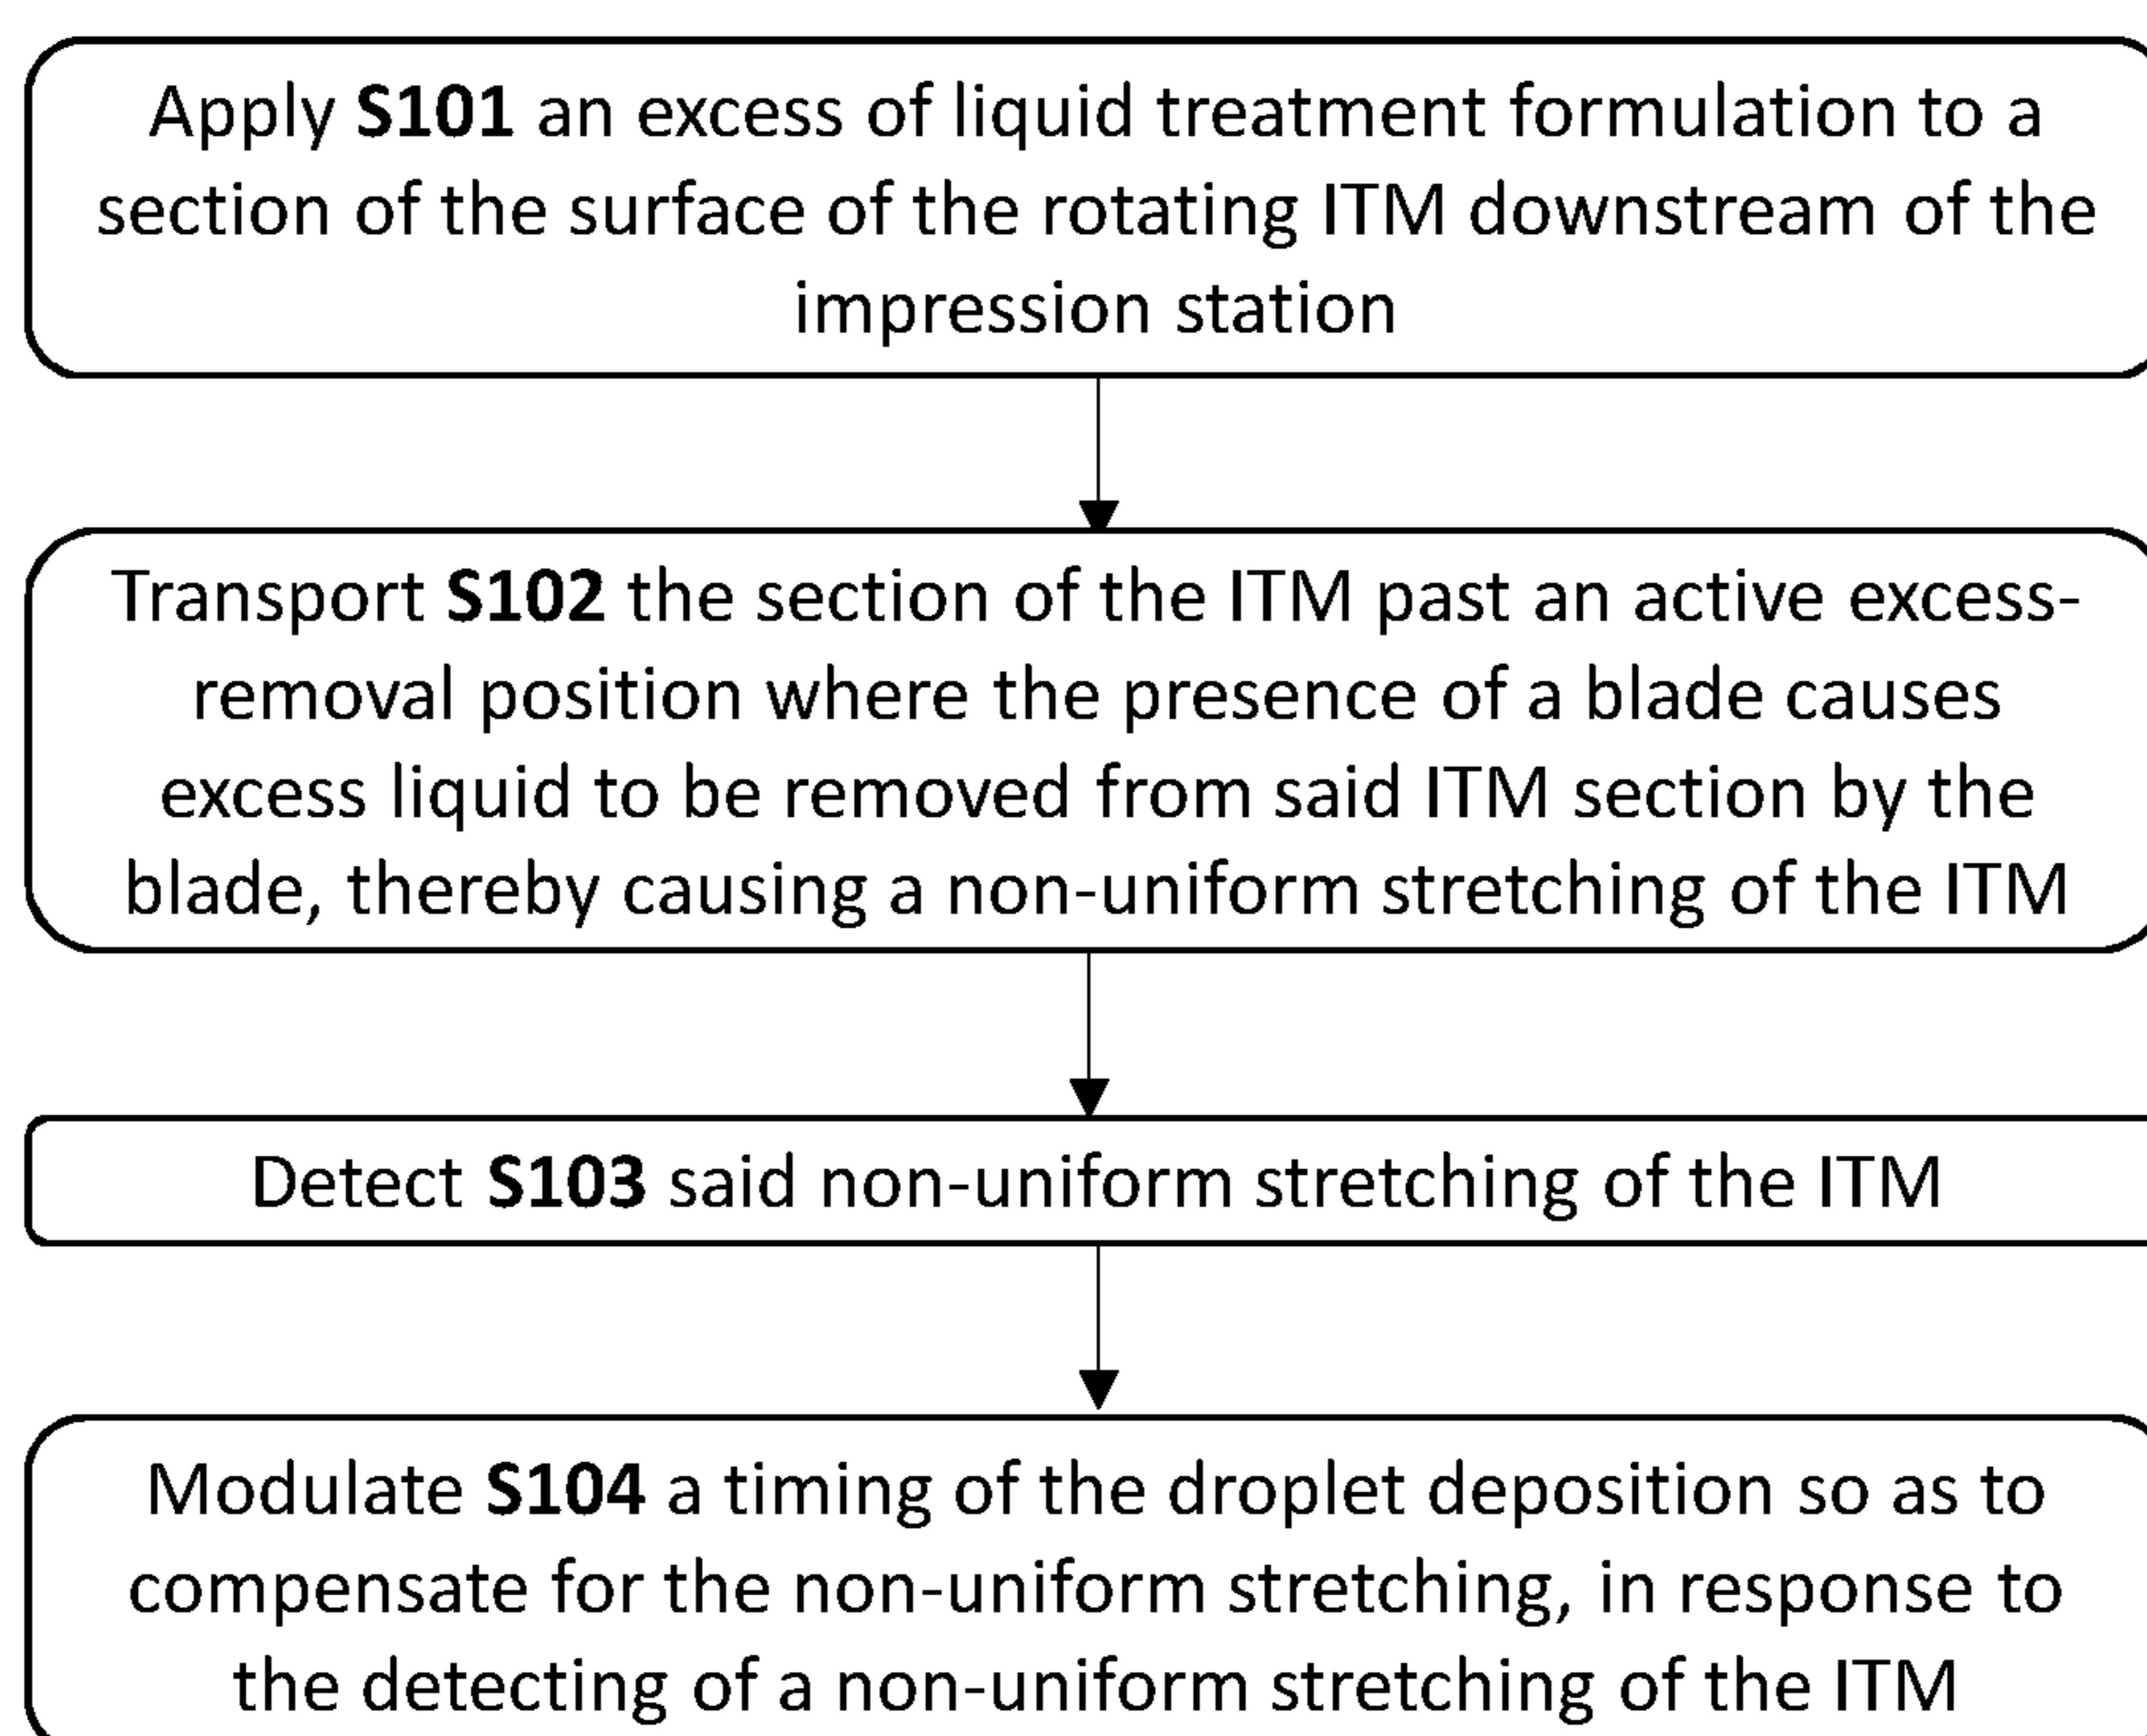 Apply S101 an excess of liquid treatment formulation to a
section of the surface of the rotating ITM downstream of the
impression station
Transport S102 the section of the ITM past an active excess-
removal position where the presence of a blade causes
excess liquid to be removed from said ITM section by the
blade, thereby causing a non-uniform stretching of the ITM
Detect S103 said non-uniform stretching of the ITM
Modulate S104 a timing of the droplet deposition so as to
compensate for the non-uniform stretching, in response to
the detecting of a non-uniform stretching of the ITM